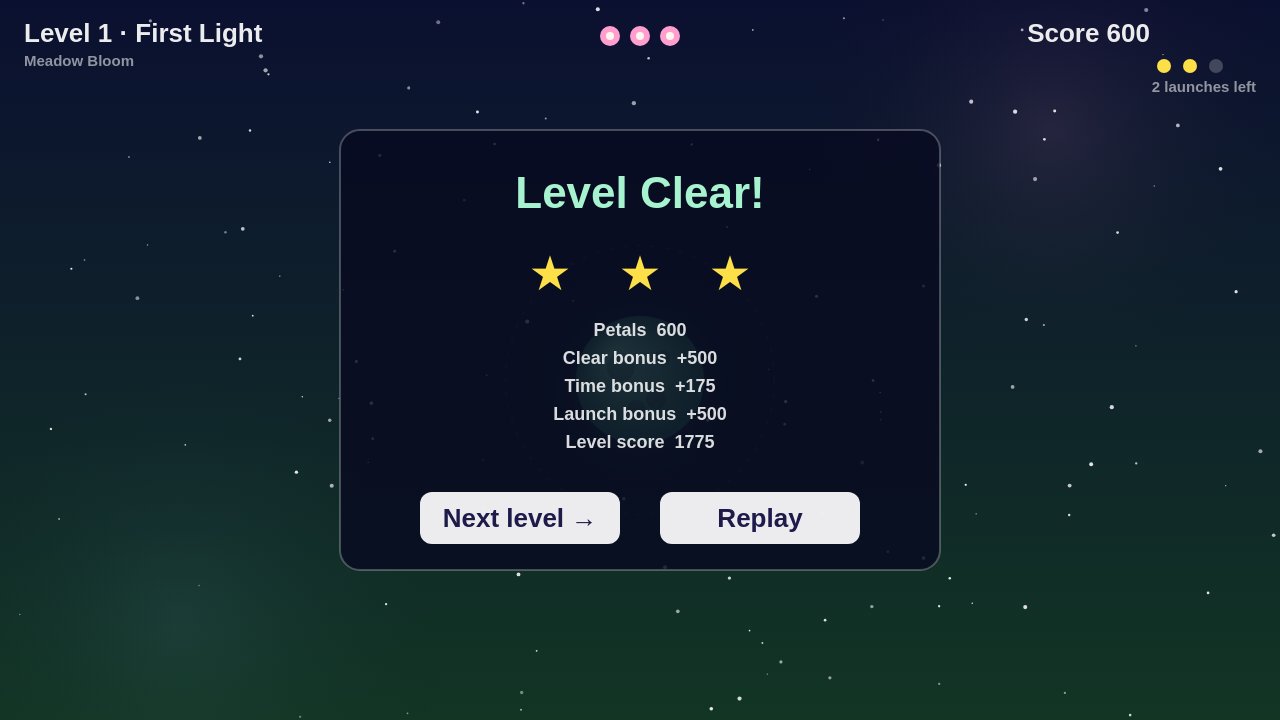 Level 1 · First Light
Meadow Bloom
Score 600
2 launches left
Level Clear!
Petals 600
Clear bonus +500
Time bonus +175
Launch bonus +500
Level score 1775
Next level →
Replay